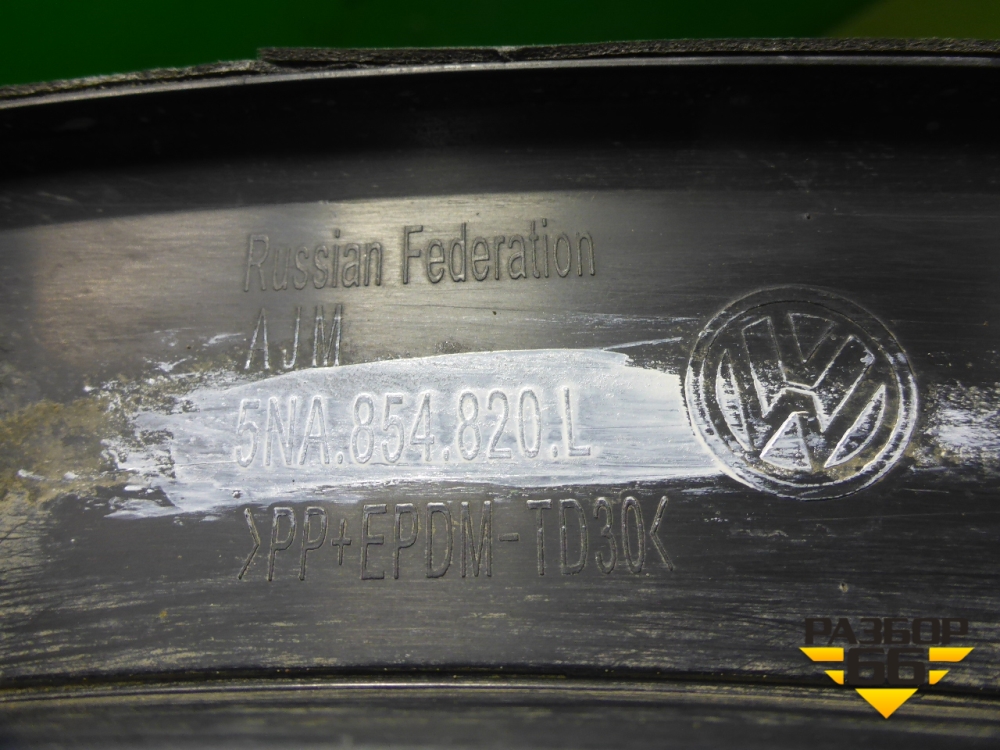 Russian Federation
AJM
5NA.854.820.L
>PP+EPDM-TD30<
РАЗБОР
66